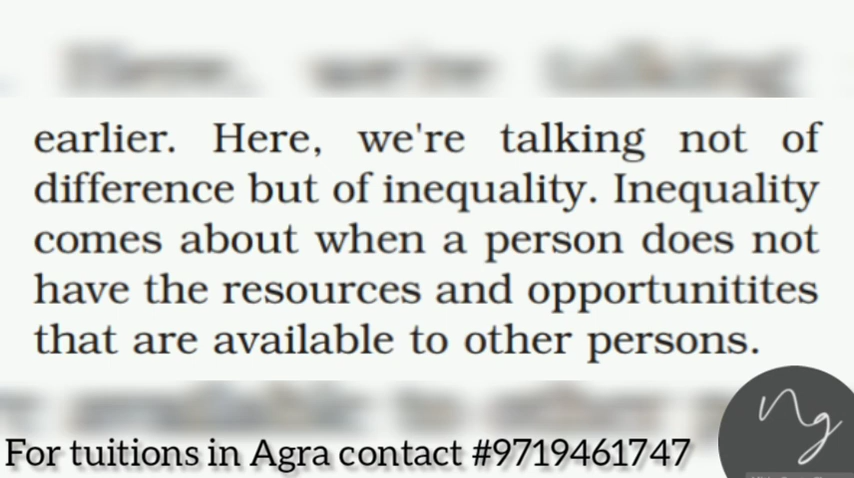 earlier. Here, we're talking not of
difference but of inequality. Inequality
comes about when a person does not
have the resources and opportunitites
that are available to other persons.
For tuitions in Agra contact #9719461747
ng